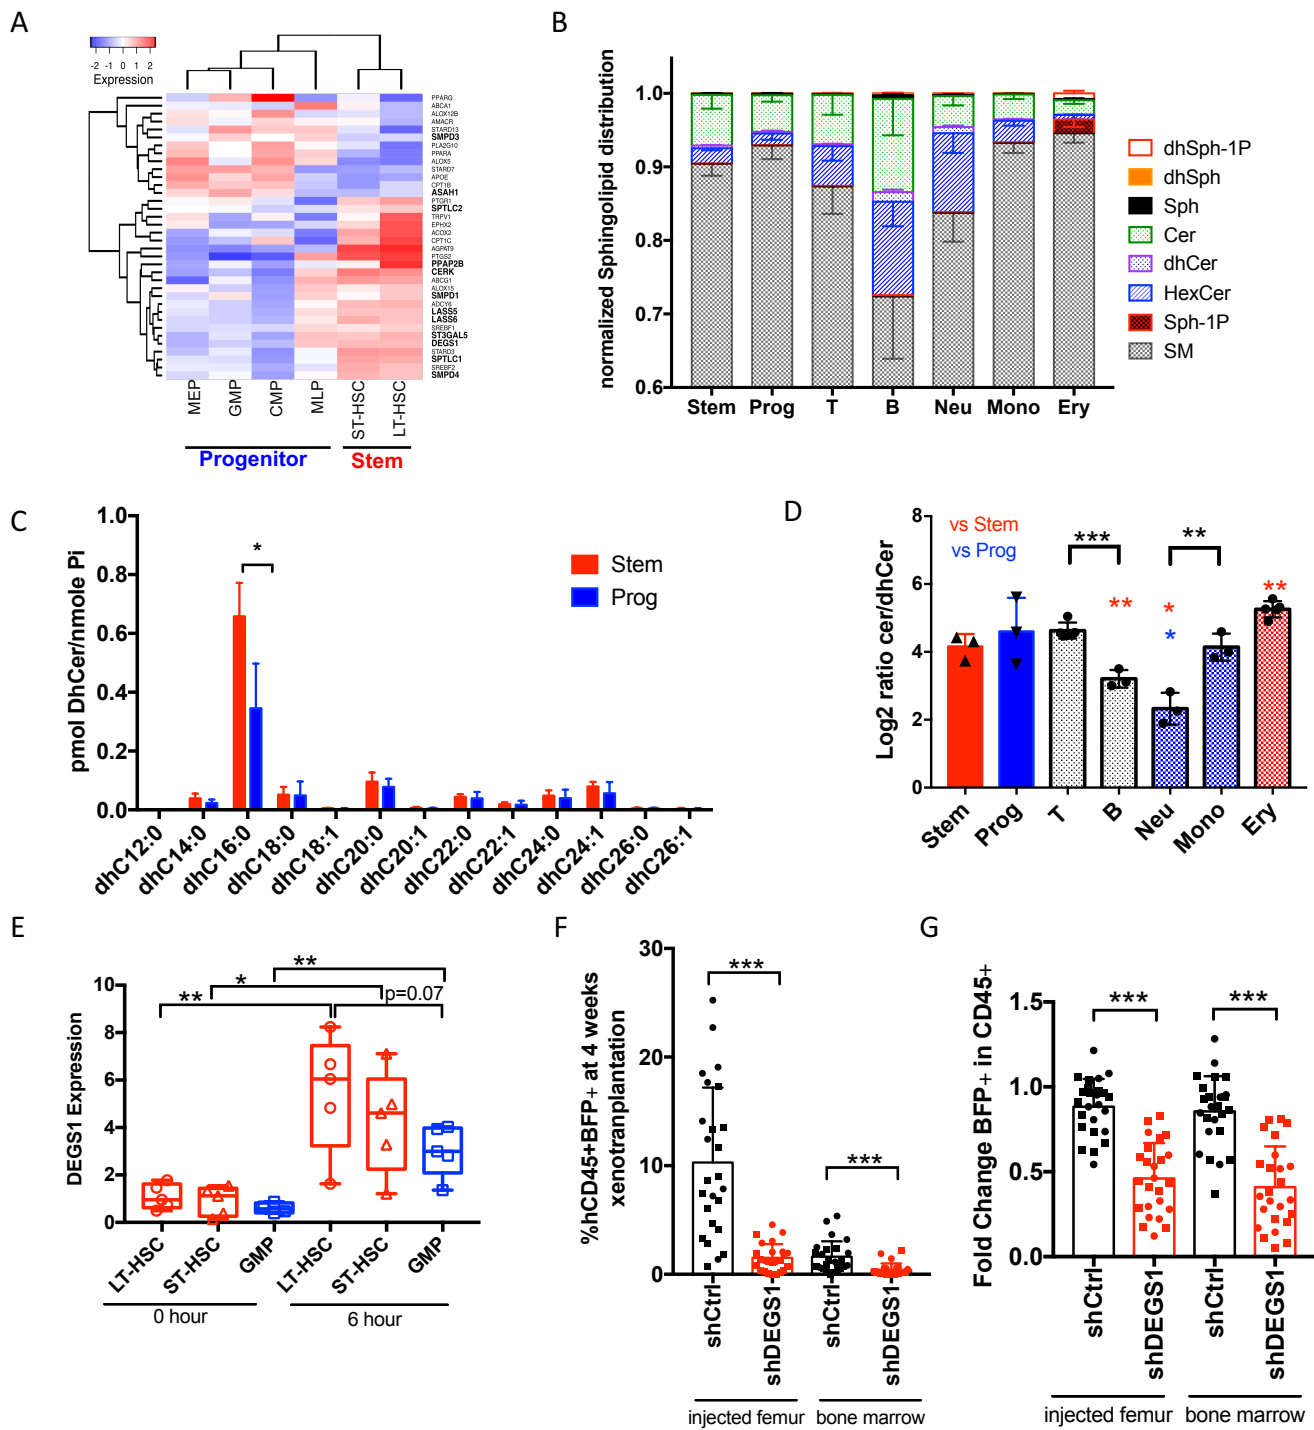 A
-2 -1 0 1 2
Expression
PPARG
ABCA1
ALOX12B
AMACR
STARD13
SMPD3
PLA2G10
PPARA
ALOX5
STARD7
APOE
CPT1B
ASAH1
PTGR1
SPTLC2
TRPV1
EPHX2
ACOX2
CPT1C
AGPAT9
PTGS2
PPAP2B
CERK
ABCG1
ALOX15
SMPD1
ADCY6
LASS5
LASS6
SREBF1
ST3GAL5
DEGS1
STARD3
SPTLC1
SREBF2
SMPD4
MEP
GMP
CMP
MLP
ST-HSC
LT-HSC
Progenitor
Stem
B
normalized Sphingolipid distribution
1.0
0.9
0.8
0.7
0.6
Stem Prog T B Neu Mono Ery
dhSph-1P
dhSph
Sph
Cer
dhCer
HexCer
Sph-1P
SM
C
pmol DhCer/nmole Pi
1.0
0.8
0.6
0.4
0.2
0.0
*
Stem
Prog
dhC12:0
dhC14:0
dhC16:0
dhC18:0
dhC18:1
dhC20:0
dhC20:1
dhC22:0
dhC22:1
dhC24:0
dhC24:1
dhC26:0
dhC26:1
D
Log2 ratio cer/dhCer
8
6
4
2
0
vs Stem
vs Prog
***
**
**
*
*
**
Stem
Prog
T
B
Neu
Mono
Ery
E
DEGS1 Expression
10
8
6
4
2
0
**
*
**
p=0.07
LT-HSC
ST-HSC
GMP
LT-HSC
ST-HSC
GMP
0 hour
6 hour
F
%hCD45+BFP+ at 4 weeks
xenotranplantation
30
20
10
0
***
***
shCtrl
shDEGS1
shCtrl
shDEGS1
injected femur
bone marrow
G
Fold Change BFP+ in CD45+
1.5
1.0
0.5
0.0
***
***
shCtrl
shDEGS1
shCtrl
shDEGS1
injected femur
bone marrow